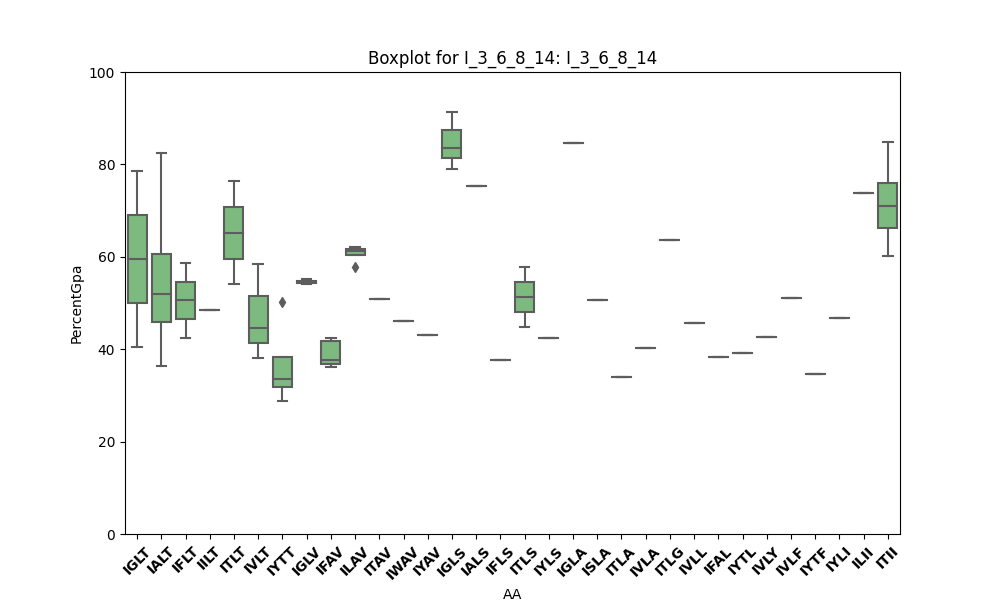 Boxplot for I_3_6_8_14: I_3_6_8_14
100
80
60
40
20
0
PercentGpa
IGLT IALT IFLT IILT ITLT IVLT IYTT IGLV IFAV ILAV ITAV IWAV IYAV IGLS IALS IFLS ITLS IYLS IGLA ISLA ITLA IVLA ITLG IVLL IFAL IYTL IVLY IVLF IYTF IYLI ILII ITII
AA